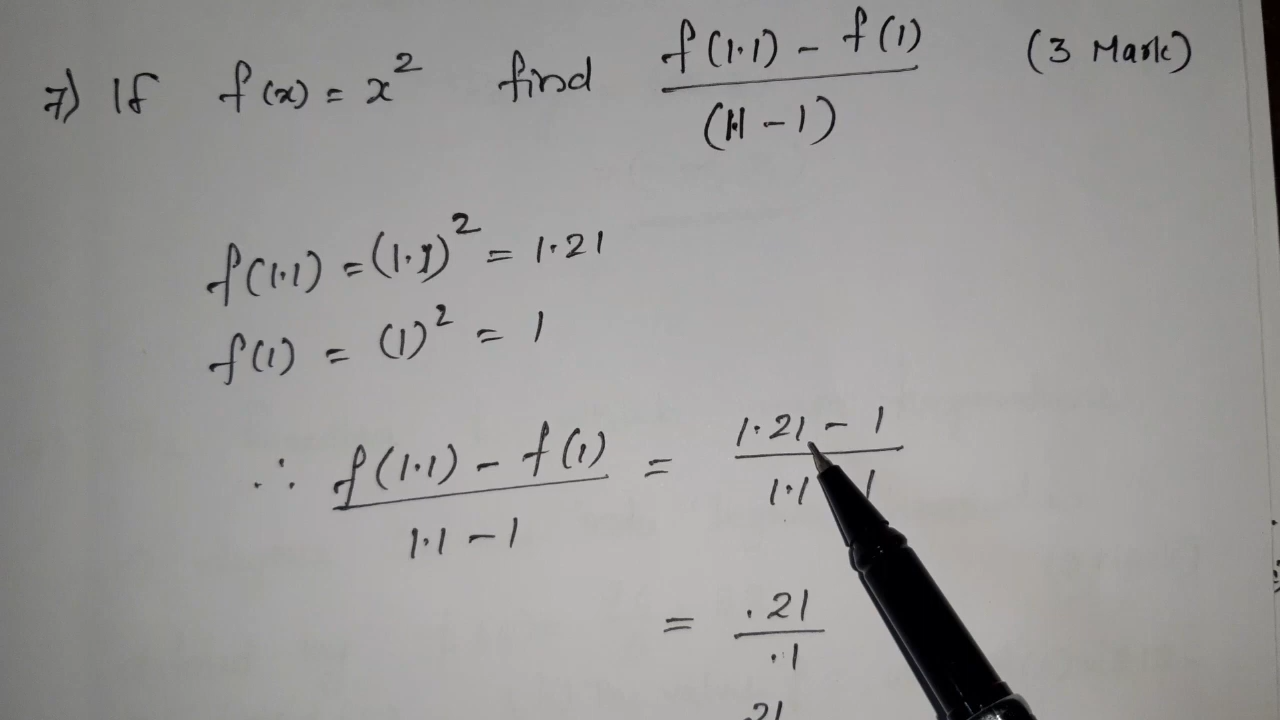 7) If f(x) = x² find f(1·1) - f(1) / (1·1 - 1) (3 Mark)
f(1·1) = (1·1)² = 1·21
f(1) = (1)² = 1
∴ f(1·1) - f(1) / 1·1 - 1 = 1·21 - 1 / 1·1 1
= ·21 / ·1
21